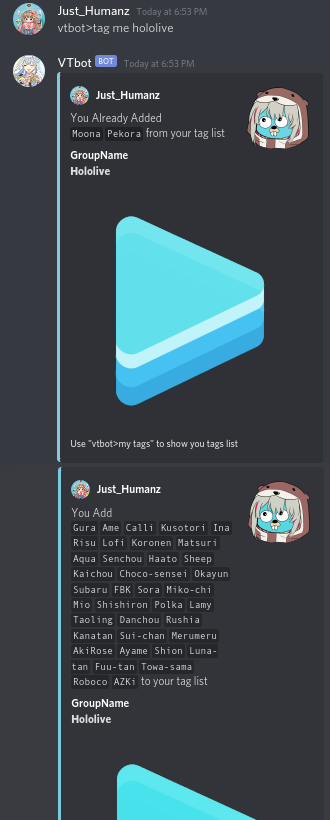 Just_Humanz Today at 6:53 PM
vtbot>tag me hololive
VTbot BOT Today at 6:53 PM
Just_Humanz
You Already Added
Moona Pekora from your tag list
GroupName
Hololive
Use "vtbot>my tags" to show you tags list
Just_Humanz
You Add
Gura Ame Calli Kusotori Ina
Risu Lofi Koronen Matsuri
Aqua Senchou Haato Sheep
Kaichou Choco-sensei Okayun
Subaru FBK Sora Miko-chi
Mio Shishiron Polka Lamy
Taoling Danchou Rushia
Kanatan Sui-chan Merumeru
AkiRose Ayame Shion Luna-
tan Fuu-tan Towa-sama
Roboco AZKi to your tag list
GroupName
Hololive